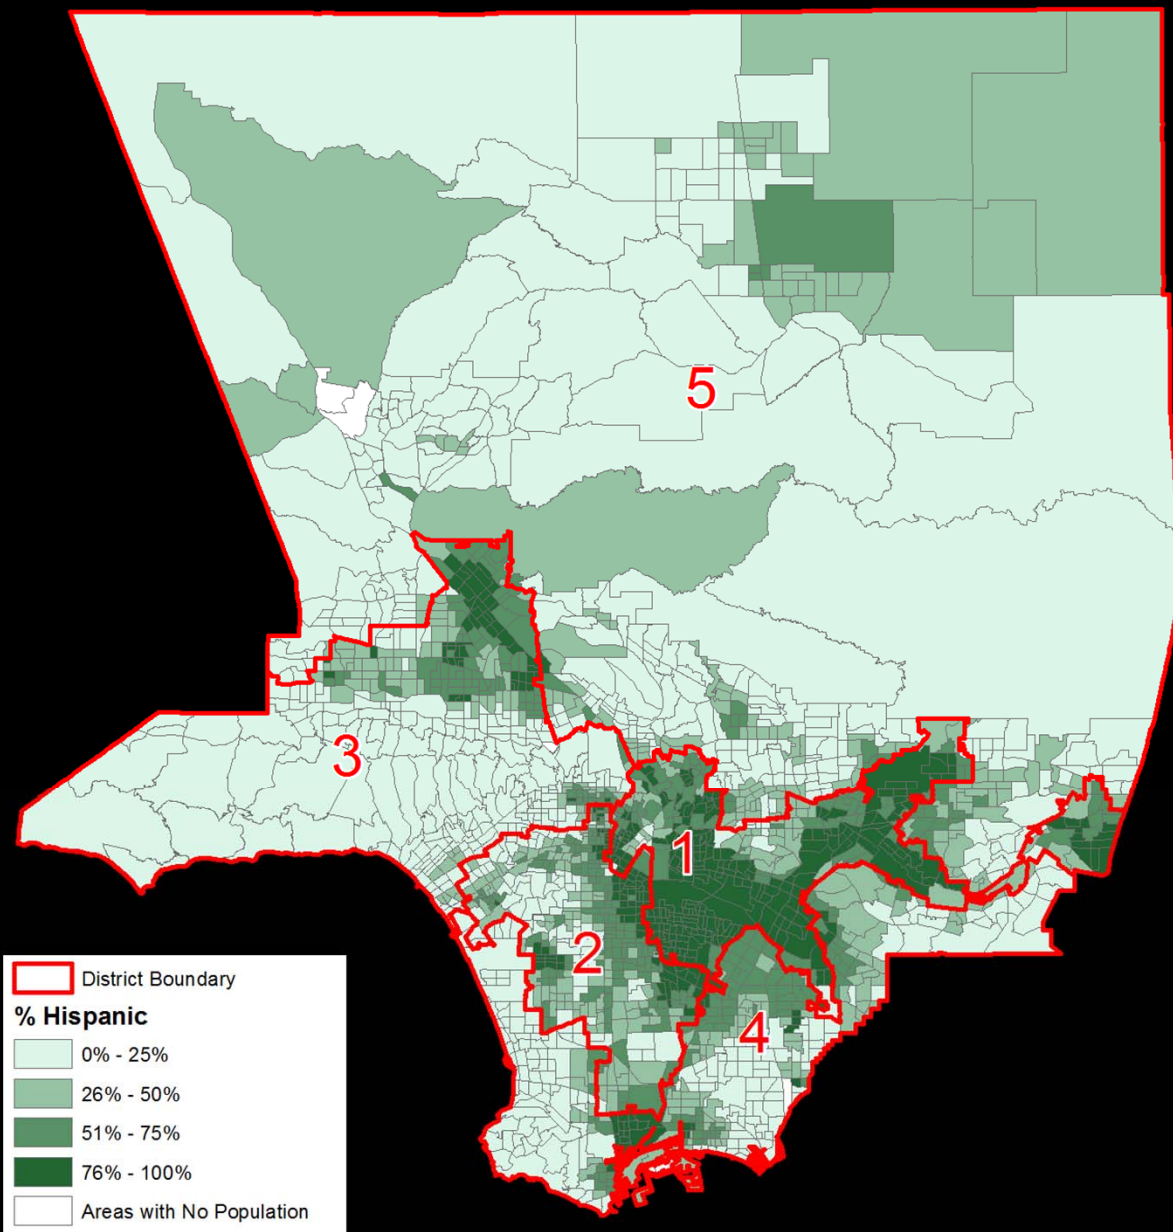 5
3
1
2
4
District Boundary
% Hispanic
0% - 25%
26% - 50%
51% - 75%
76% - 100%
Areas with No Population